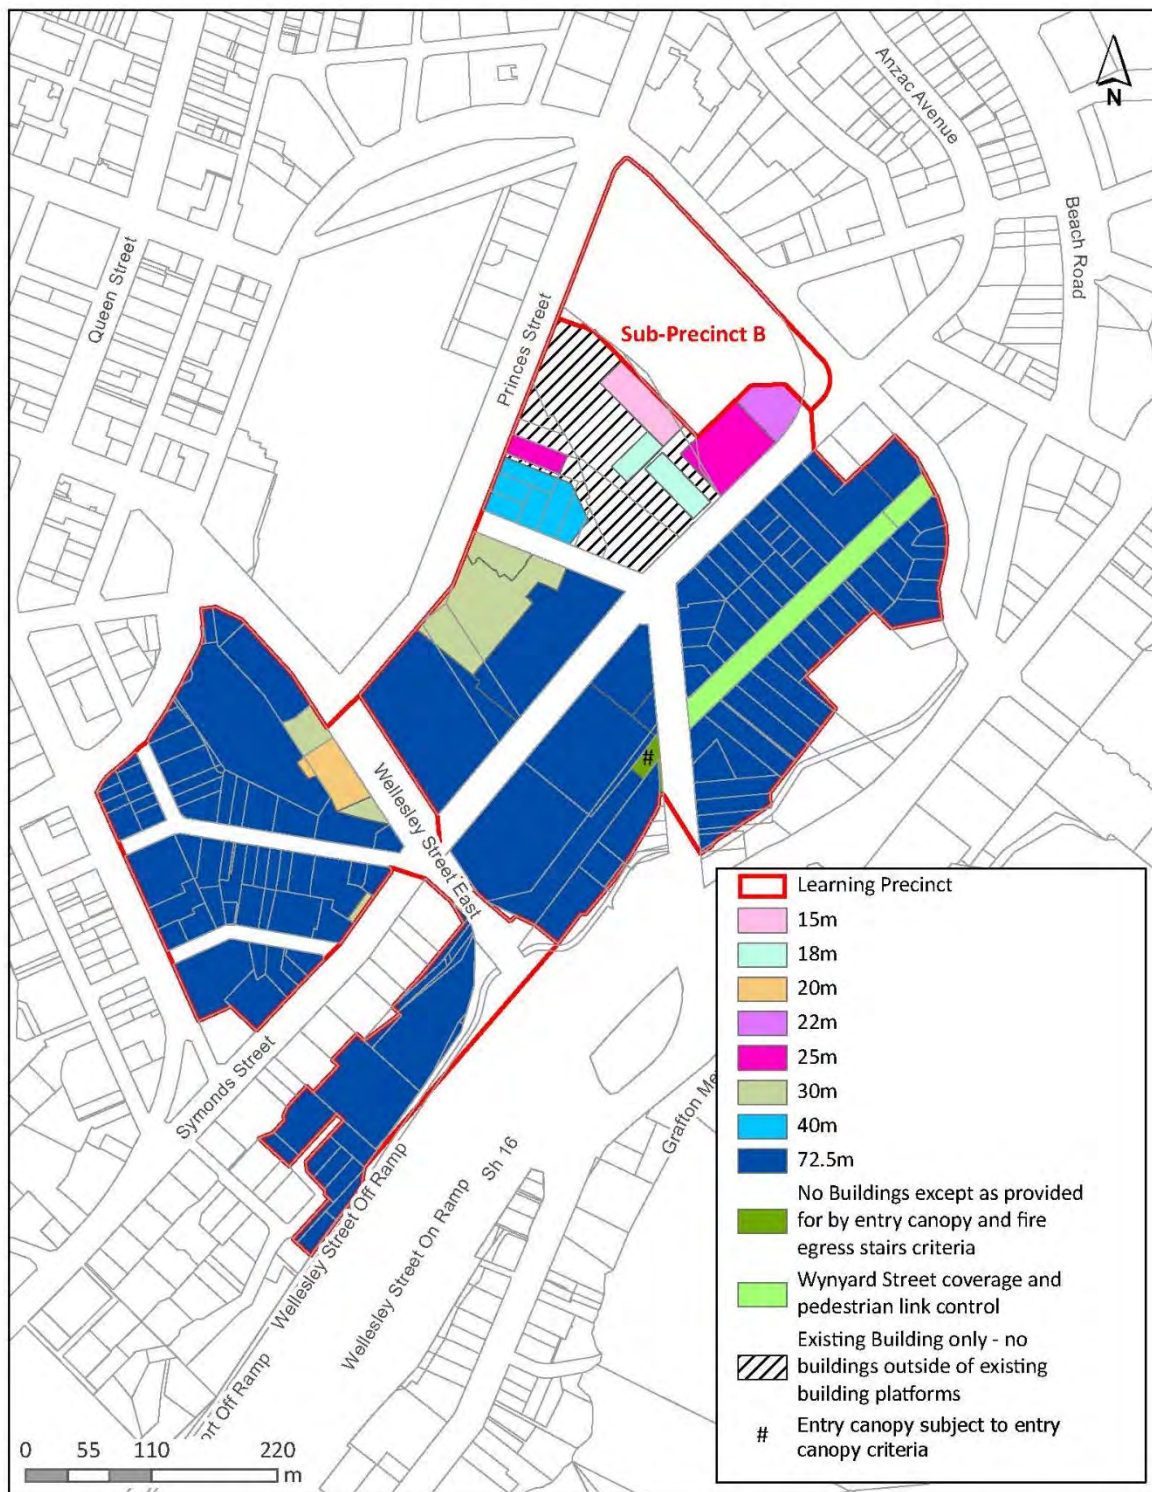 Anzac Avenue
N
Beach Road
Queen Street
Princes Street
Sub-Precinct B
#
Wellesley Street East
Symonds Street
Wellesley Street Off Ramp
Wellesley Street On Ramp
Sh 16
Grafton Me
ort Off Ramp
Learning Precinct
15m
18m
20m
22m
25m
30m
40m
72.5m
No Buildings except as provided
for by entry canopy and fire
egress stairs criteria
Wynyard Street coverage and
pedestrian link control
Existing Building only - no
buildings outside of existing
building platforms
# Entry canopy subject to entry
canopy criteria
0 55 110 220
m